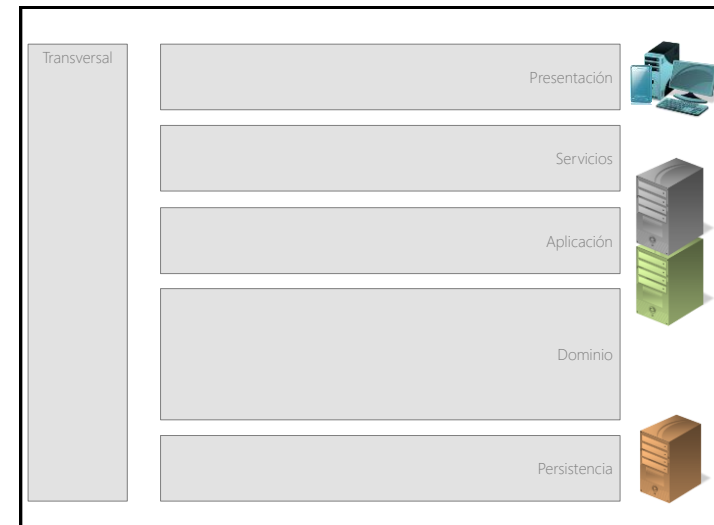 Transversal
Presentación
Servicios
Aplicación
Dominio
Persistencia